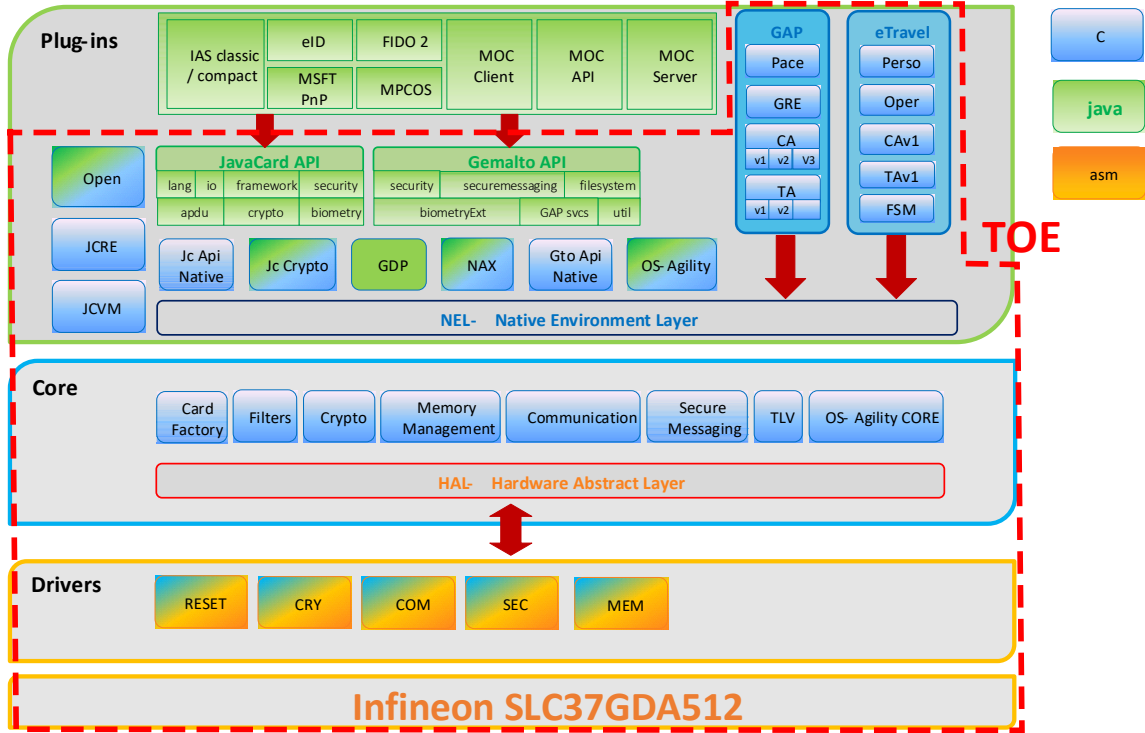 Plug-ins
IAS classic
/ compact
eID
FIDO 2
MSFT
PnP
MPCOS
MOC
Client
MOC
API
MOC
Server
GAP
Pace
GRE
CA
v1 v2 V3
TA
v1 v2
eTravel
Perso
Oper
CAv1
TAv1
FSM
C
java
asm
TOE
Open
JCRE
JCVM
JavaCard API
lang io framework security
apdu crypto biometry
Gemalto API
security securemessaging filesystem
biometryExt GAP svcs util
Jc Api
Native
Jc Crypto
GDP
NAX
Gto Api
Native
OS- Agility
NEL- Native Environment Layer
Core
Card
Factory
Filters
Crypto
Memory
Management
Communication
Secure
Messaging
TLV
OS- Agility CORE
HAL- Hardware Abstract Layer
Drivers
RESET
CRY
COM
SEC
MEM
Infineon SLC37GDA512